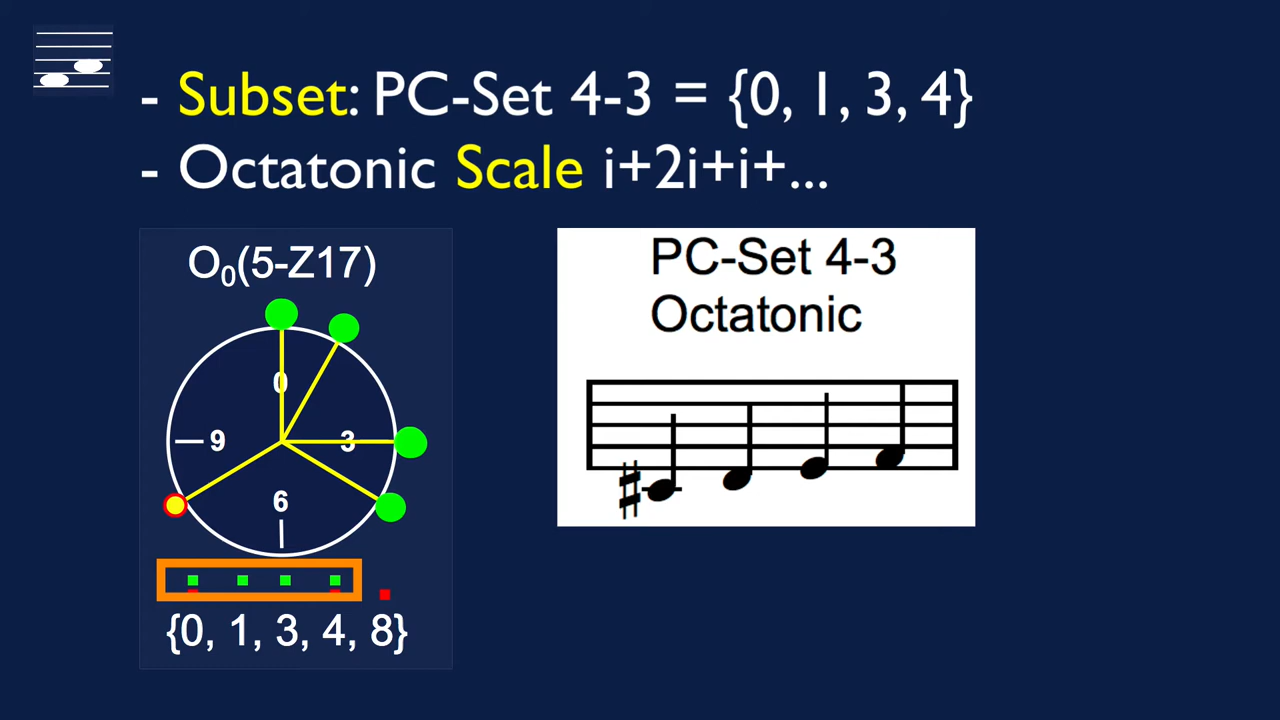 - Subset: PC-Set 4-3 = {0, 1, 3, 4}
- Octatonic Scale i+2i+i+...
O₀(5-Z17)
0
9
3
6
{0, 1, 3, 4, 8}
PC-Set 4-3
Octatonic